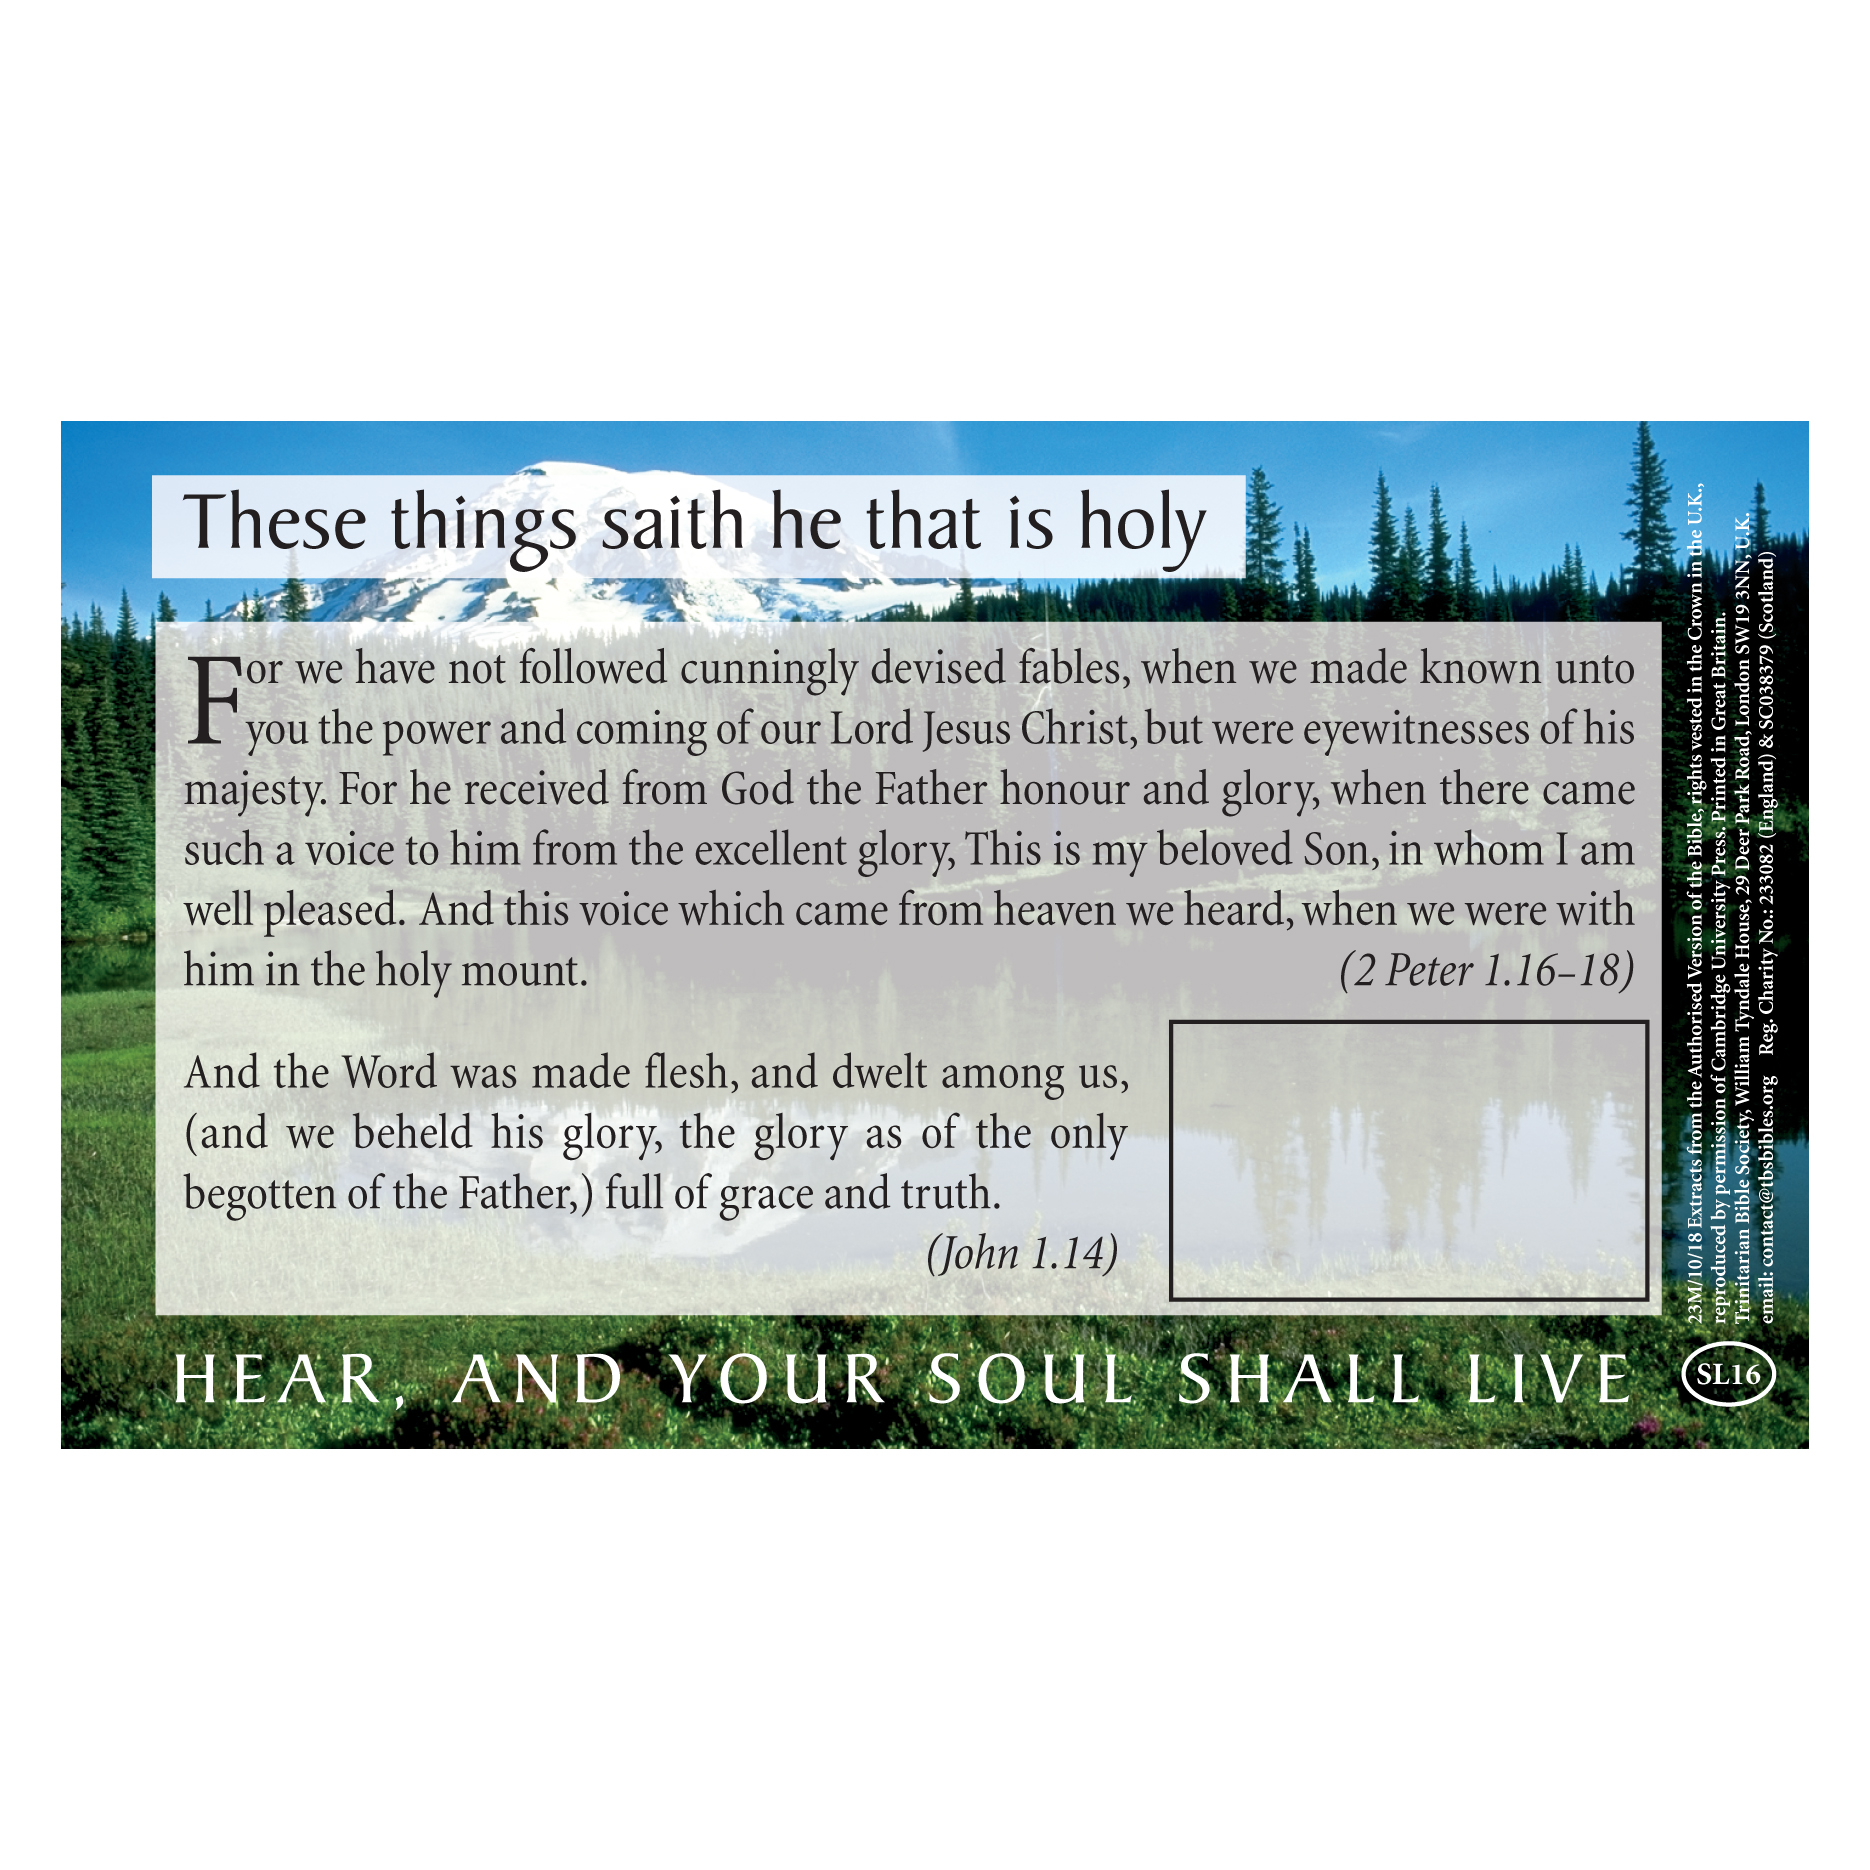 These things saith he that is holy
For we have not followed cunningly devised fables, when we made known unto
you the power and coming of our Lord Jesus Christ, but were eyewitnesses of his
majesty. For he received from God the Father honour and glory, when there came
such a voice to him from the excellent glory, This is my beloved Son, in whom I am
well pleased. And this voice which came from heaven we heard, when we were with
him in the holy mount. (2 Peter 1.16–18)
And the Word was made flesh, and dwelt among us,
(and we beheld his glory, the glory as of the only
begotten of the Father,) full of grace and truth.
(John 1.14)
HEAR, AND YOUR SOUL SHALL LIVE
23M/10/18 Extracts from the Authorised Version of the Bible, rights vested in the Crown in the U.K.,
reproduced by permission of Cambridge University Press. Printed in Great Britain.
Trinitarian Bible Society, William Tyndale House, 29 Deer Park Road, London SW19 3NN, U.K.
email: contact@tbsbibles.org Reg. Charity No.: 233082 (England) & SC038379 (Scotland)
SL16